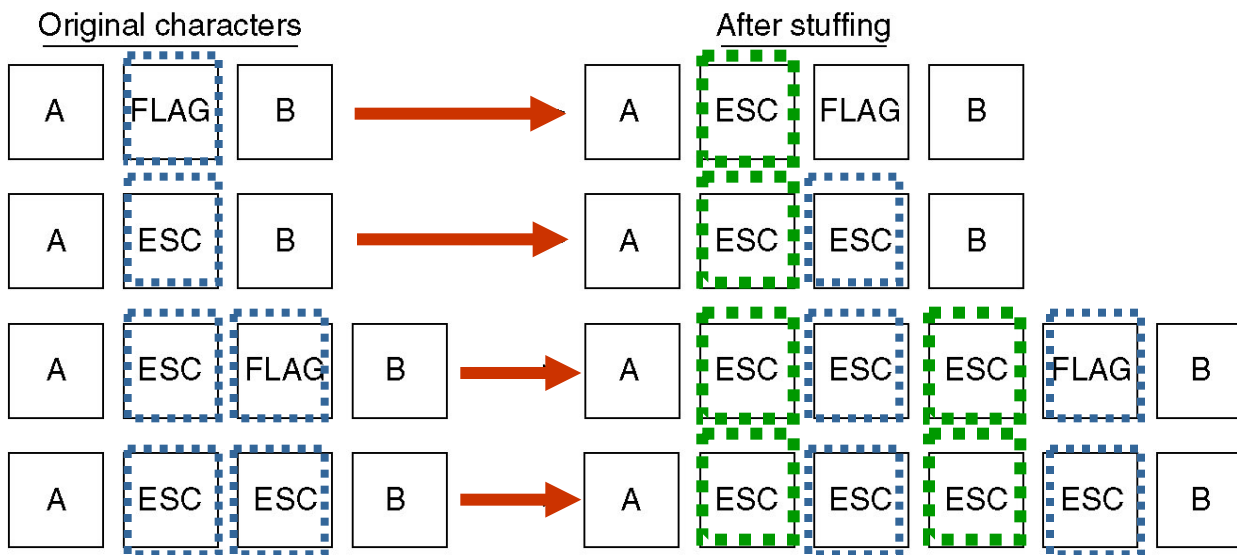 Original characters After stuffing
A FLAG B A ESC FLAG B
A ESC B A ESC ESC B
A ESC FLAG B A ESC ESC ESC FLAG B
A ESC ESC B A ESC ESC ESC ESC B